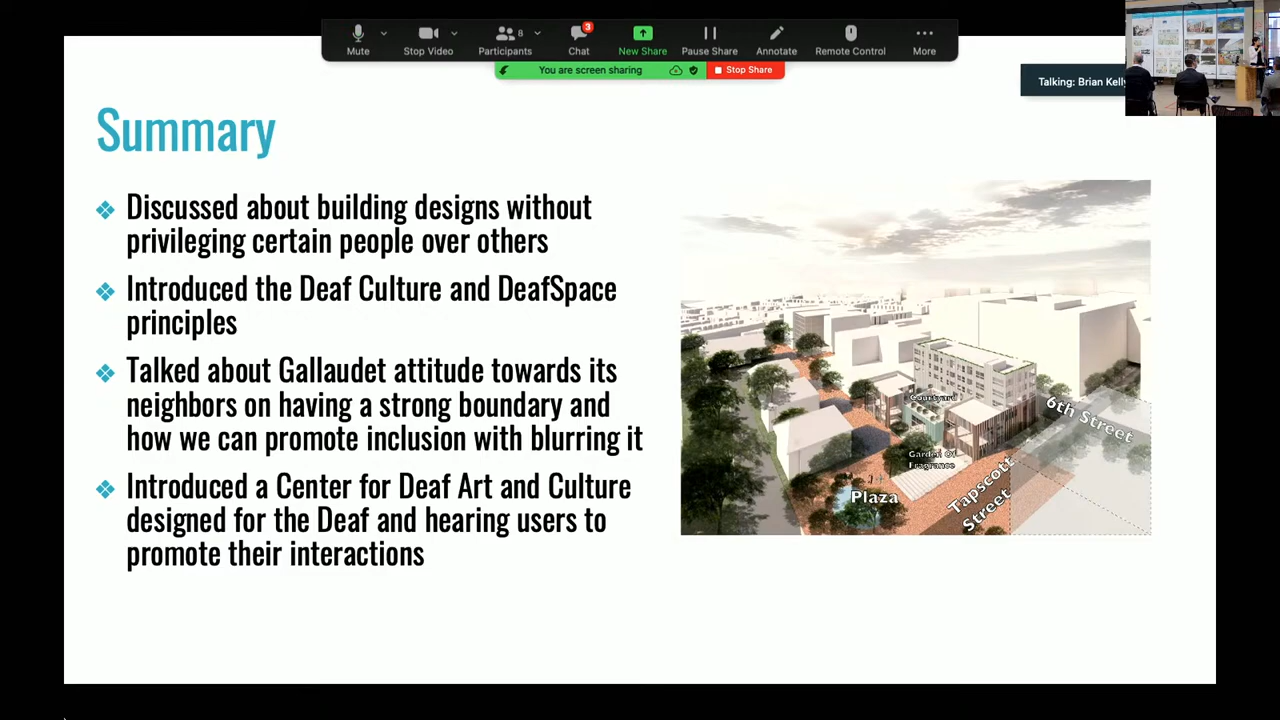 Mute
Stop Video
Participants
8
Chat
3
New Share
Pause Share
Annotate
Remote Control
More
You are screen sharing
Stop Share
Talking: Brian Kelly
Summary
Discussed about building designs without
privileging certain people over others
Introduced the Deaf Culture and DeafSpace
principles
Talked about Gallaudet attitude towards its
neighbors on having a strong boundary and
how we can promote inclusion with blurring it
Introduced a Center for Deaf Art and Culture
designed for the Deaf and hearing users to
promote their interactions
Courtyard
6th Street
Garden Of
Fragrance
Plaza
Tapscott
Street